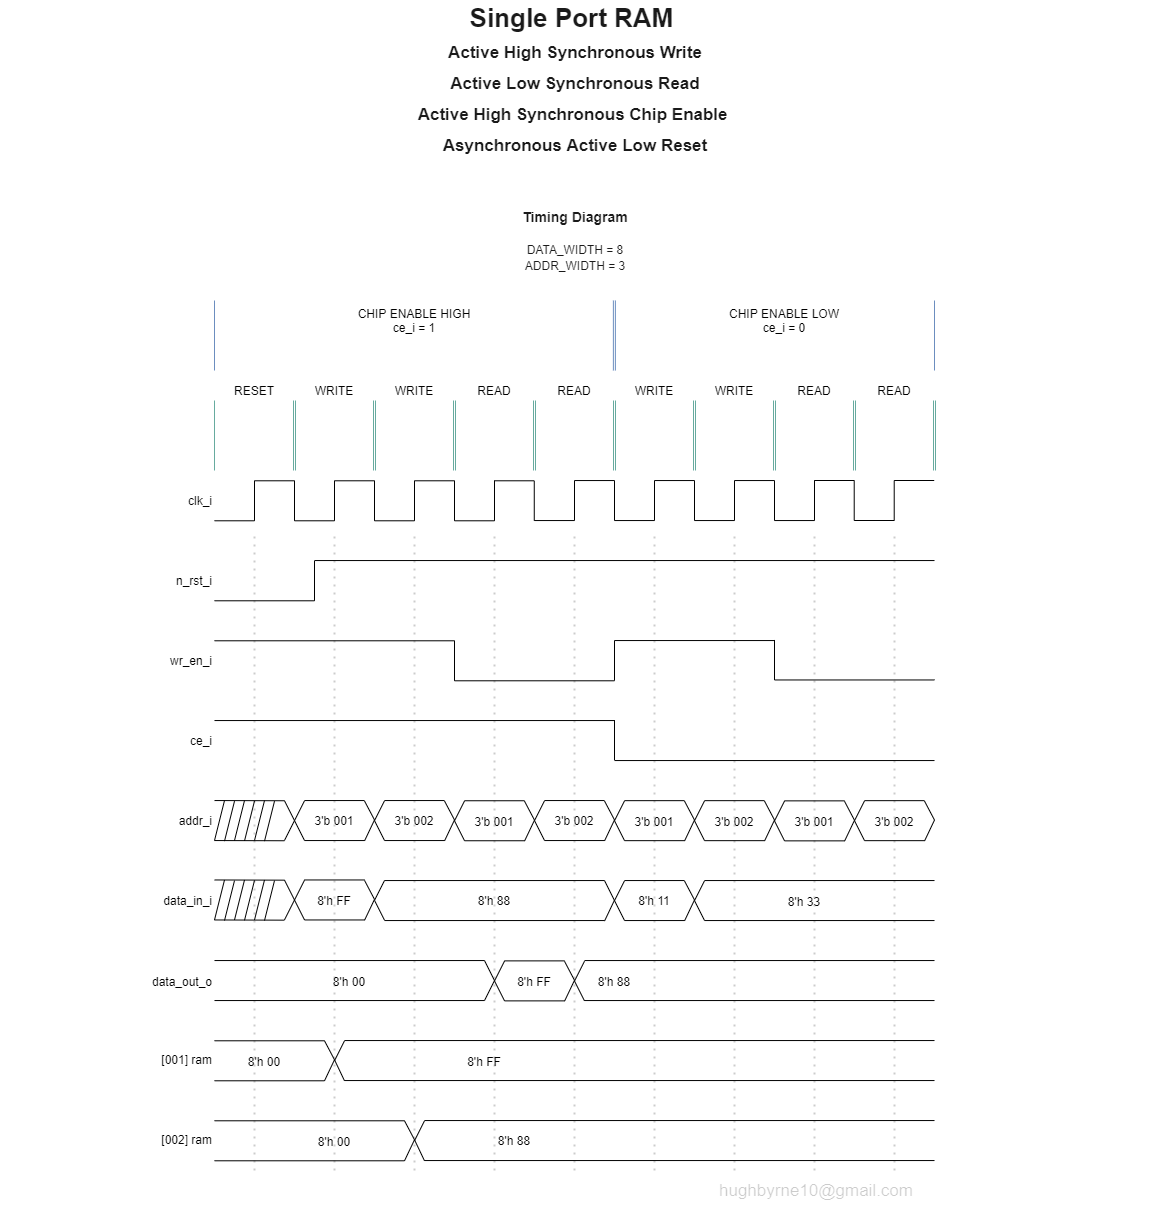 Single Port RAM
Active High Synchronous Write
Active Low Synchronous Read
Active High Synchronous Chip Enable
Asynchronous Active Low Reset
Timing Diagram
DATA_WIDTH = 8
ADDR_WIDTH = 3
CHIP ENABLE HIGH CHIP ENABLE LOW
ce_i = 1 ce_i = 0
RESET WRITE WRITE READ READ WRITE WRITE READ READ
clk_i
n_rst_i
wr_en_i
ce_i
addr_i 3'b 001 3'b 002 3'b 001 3'b 002 3'b 001 3'b 002 3'b 001 3'b 002
data_in_i 8'h FF 8'h 88 8'h 11 8'h 33
data_out_o 8'h 00 8'h FF 8'h 88
[001] ram 8'h 00 8'h FF
[002] ram 8'h 00 8'h 88
hughbyrne10@gmail.com